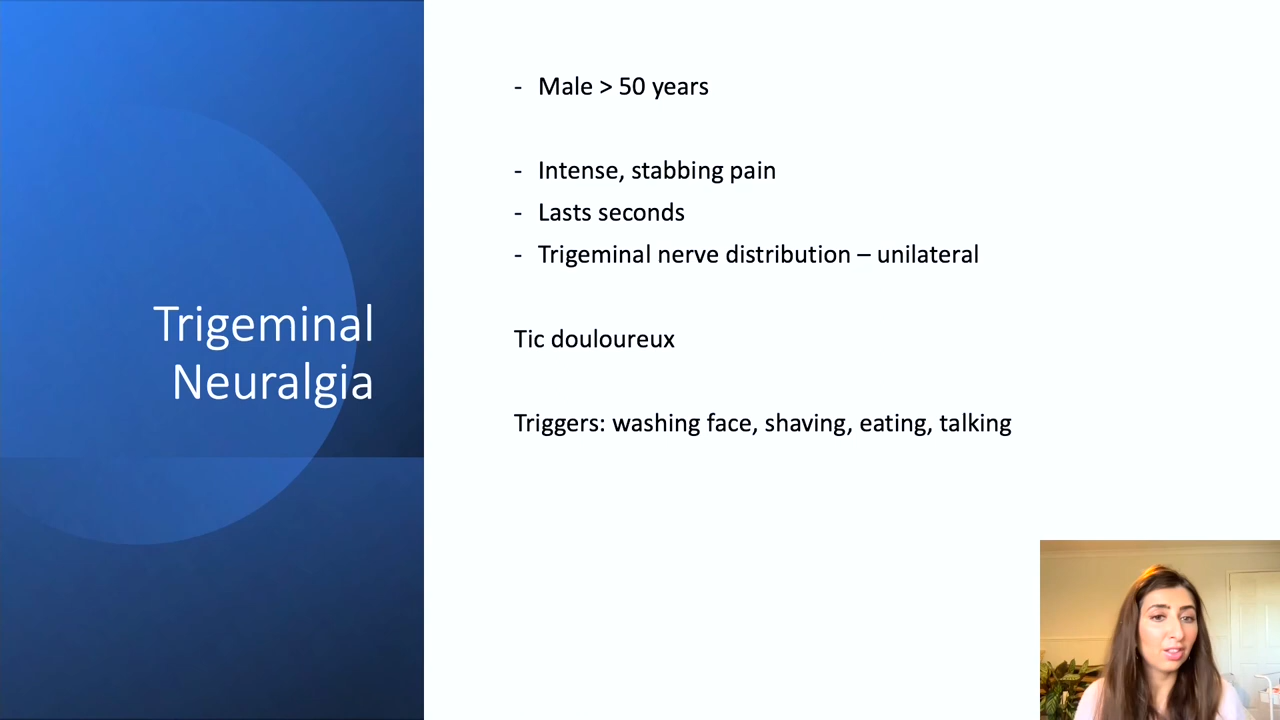 Trigeminal
Neuralgia
- Male > 50 years
- Intense, stabbing pain
- Lasts seconds
- Trigeminal nerve distribution – unilateral
Tic douloureux
Triggers: washing face, shaving, eating, talking